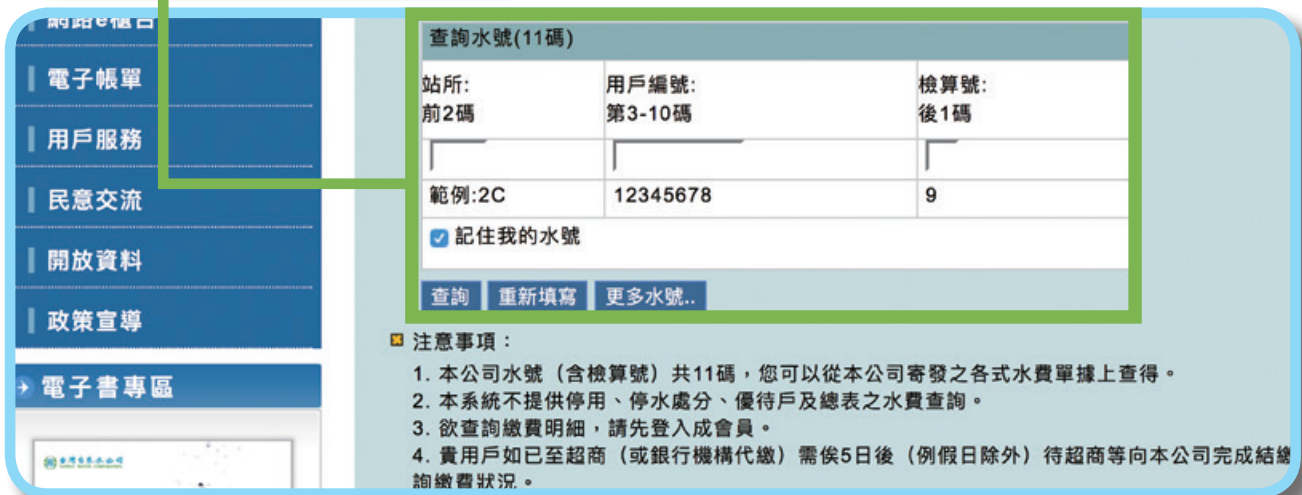 網路e櫃台
電子帳單
用戶服務
民意交流
開放資料
政策宣導
電子書專區
台灣自來水公司
查詢水號(11碼)
站所: 用戶編號: 檢算號:
前2碼 第3-10碼 後1碼
範例:2C 12345678 9
記住我的水號
查詢 重新填寫 更多水號..
注意事項：
1. 本公司水號（含檢算號）共11碼，您可以從本公司寄發之各式水費單據上查得。
2. 本系統不提供停用、停水處分、優待戶及總表之水費查詢。
3. 欲查詢繳費明細，請先登入成會員。
4. 貴用戶如已至超商（或銀行機構代繳）需俟5日後（例假日除外）待超商等向本公司完成結繳
詢繳費狀況。